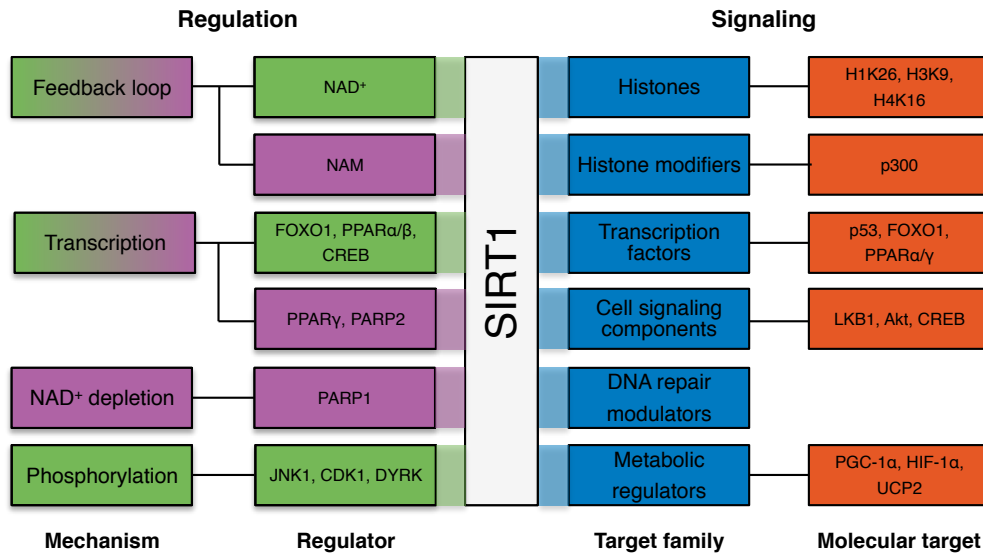 Regulation
Signaling
Feedback loop
NAD⁺
NAM
Transcription
FOXO1, PPARα/β,
CREB
PPARγ, PARP2
NAD⁺ depletion
PARP1
Phosphorylation
JNK1, CDK1, DYRK
SIRT1
Histones
H1K26, H3K9,
H4K16
Histone modifiers
p300
Transcription
factors
p53, FOXO1,
PPARα/γ
Cell signaling
components
LKB1, Akt, CREB
DNA repair
modulators
Metabolic
regulators
PGC-1α, HIF-1α,
UCP2
Mechanism
Regulator
Target family
Molecular target